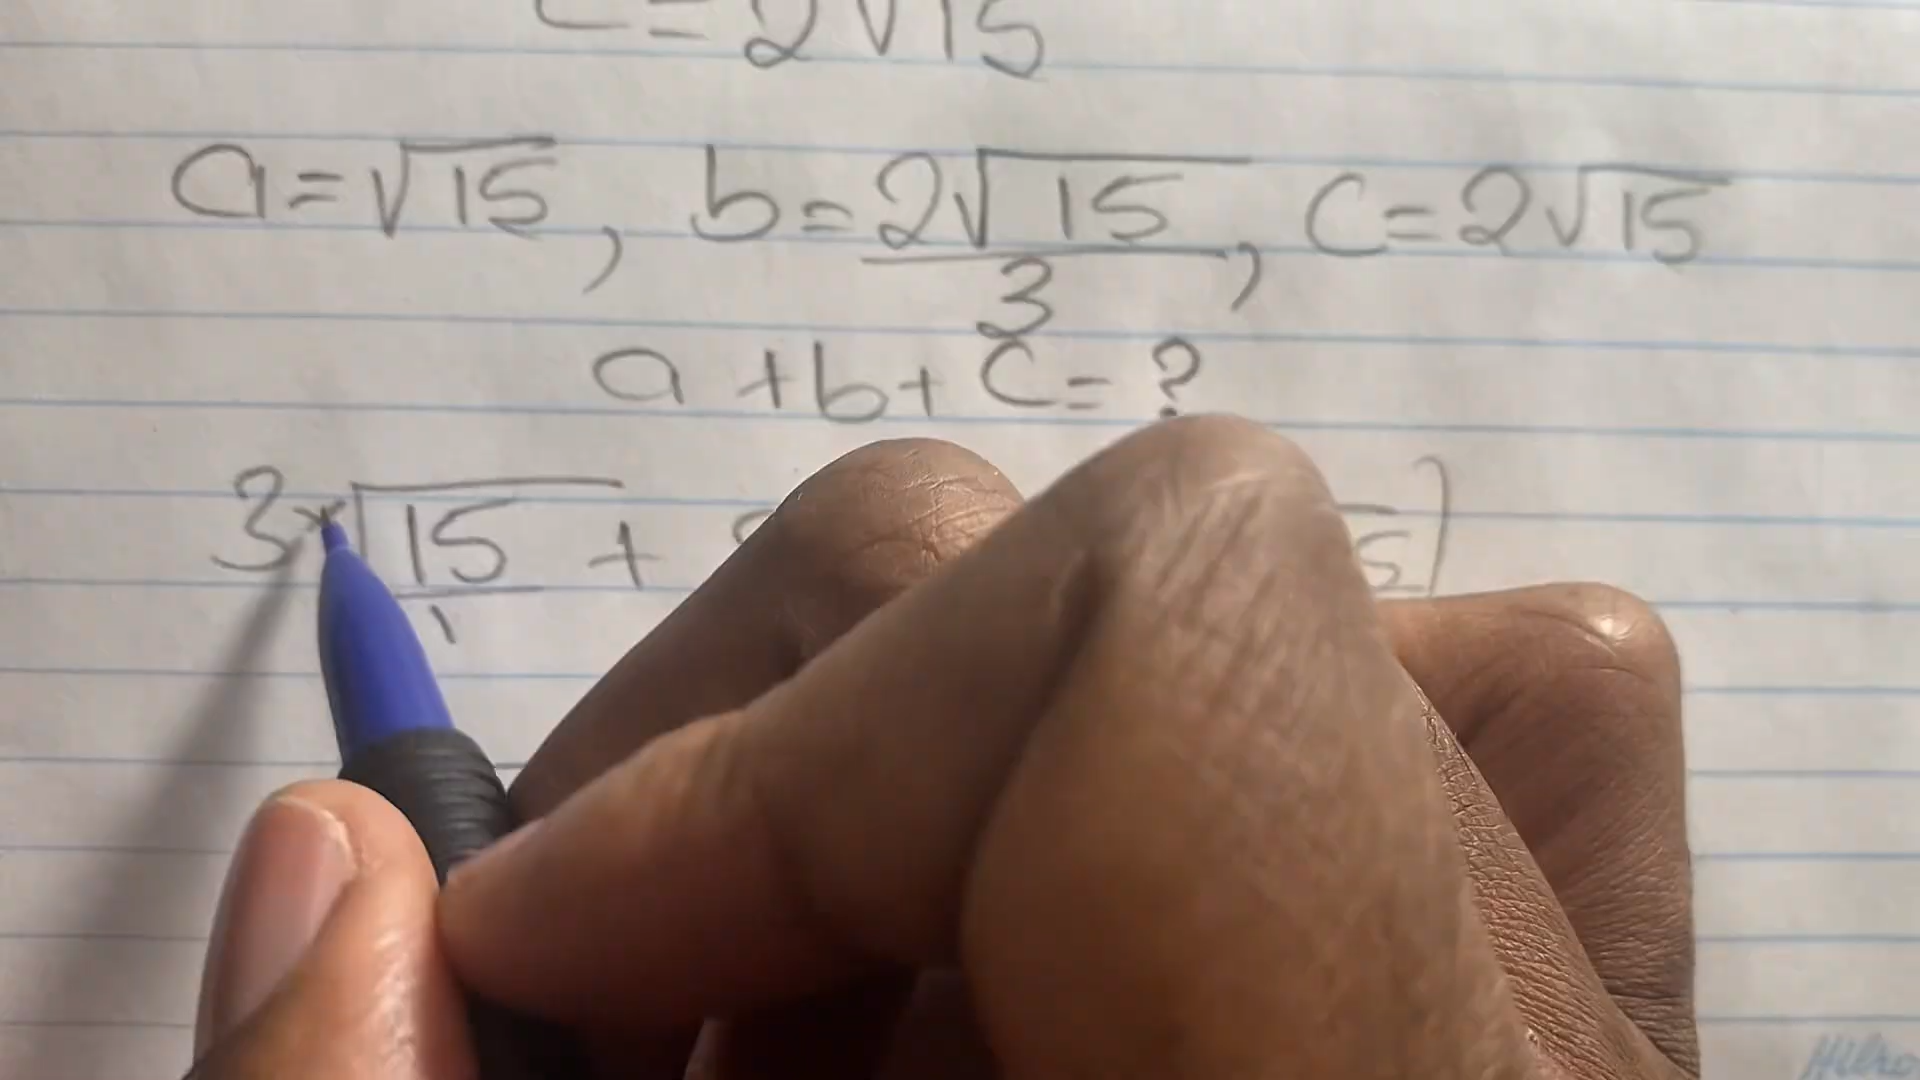 c = 2√15
a = √15, b = 2√15/3, c = 2√15
a + b + c = ?
3×√15/1 +